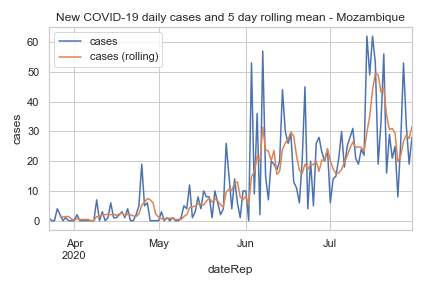 New COVID-19 daily cases and 5 day rolling mean - Mozambique
cases
cases (rolling)
60
50
40
30
20
10
0
cases
Apr
2020
May
Jun
Jul
dateRep